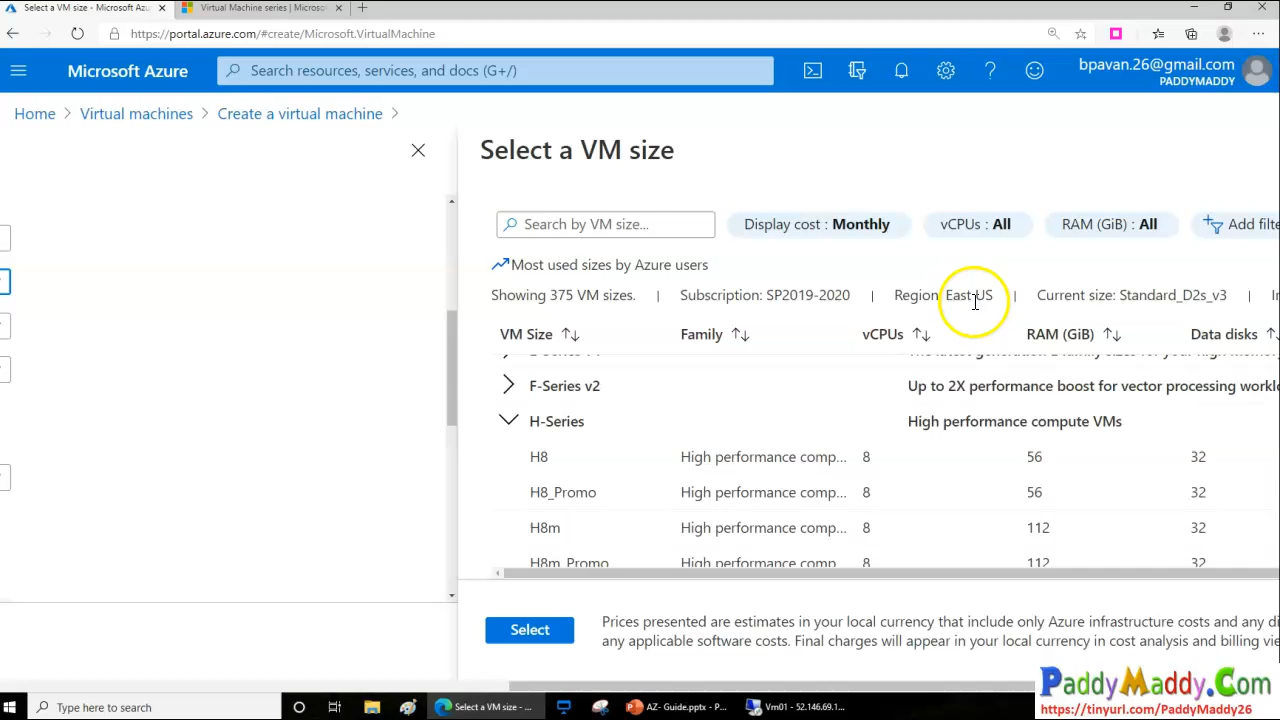 Select a VM size - Microsoft Az
Virtual Machine series | Microso
https://portal.azure.com/#create/Microsoft.VirtualMachine
Microsoft Azure
Search resources, services, and docs (G+/)
bpavan.26@gmail.com
PADDYMADDY
Home > Virtual machines > Create a virtual machine >
Select a VM size
Search by VM size...
Display cost : Monthly
vCPUs : All
RAM (GiB) : All
Add filte
Most used sizes by Azure users
Showing 375 VM sizes. | Subscription: SP2019-2020 | Region: East US | Current size: Standard_D2s_v3 | I
VM Size Family vCPUs RAM (GiB) Data disks
F-Series v2 Up to 2X performance boost for vector processing worklo
H-Series High performance compute VMs
H8 High performance comp... 8 56 32
H8_Promo High performance comp... 8 56 32
H8m High performance comp... 8 112 32
H8m_Promo High performance comp 8 112 32
Select
Prices presented are estimates in your local currency that include only Azure infrastructure costs and any di
any applicable software costs. Final charges will appear in your local currency in cost analysis and billing vie
PaddyMaddy.Com
https://tinyurl.com/PaddyMaddy26
Type here to search
Select a VM size - ...
AZ- Guide.pptx - P...
Vm01 - 52.146.69.1...